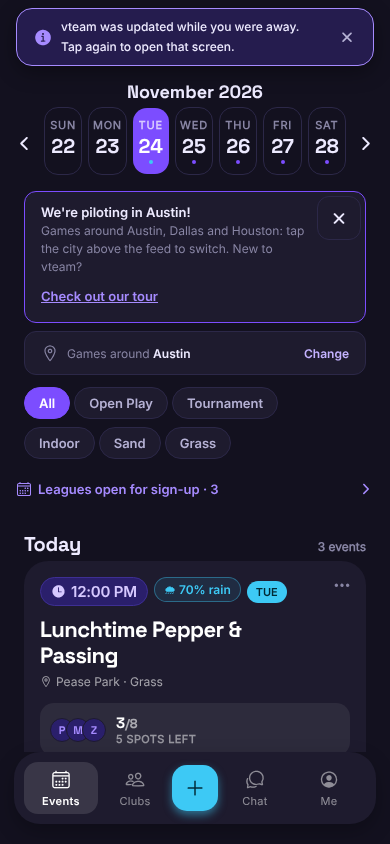 vteam was updated while you were away.
Tap again to open that screen.
November 2026
SUN MON TUE WED THU FRI SAT
22 23 24 25 26 27 28
We're piloting in Austin!
Games around Austin, Dallas and Houston: tap
the city above the feed to switch. New to
vteam?
Check out our tour
Games around Austin Change
All Open Play Tournament
Indoor Sand Grass
Leagues open for sign-up · 3
Today 3 events
12:00 PM 70% rain TUE
Lunchtime Pepper &
Passing
Pease Park · Grass
P M Z 3/8
5 SPOTS LEFT
Events Clubs Chat Me